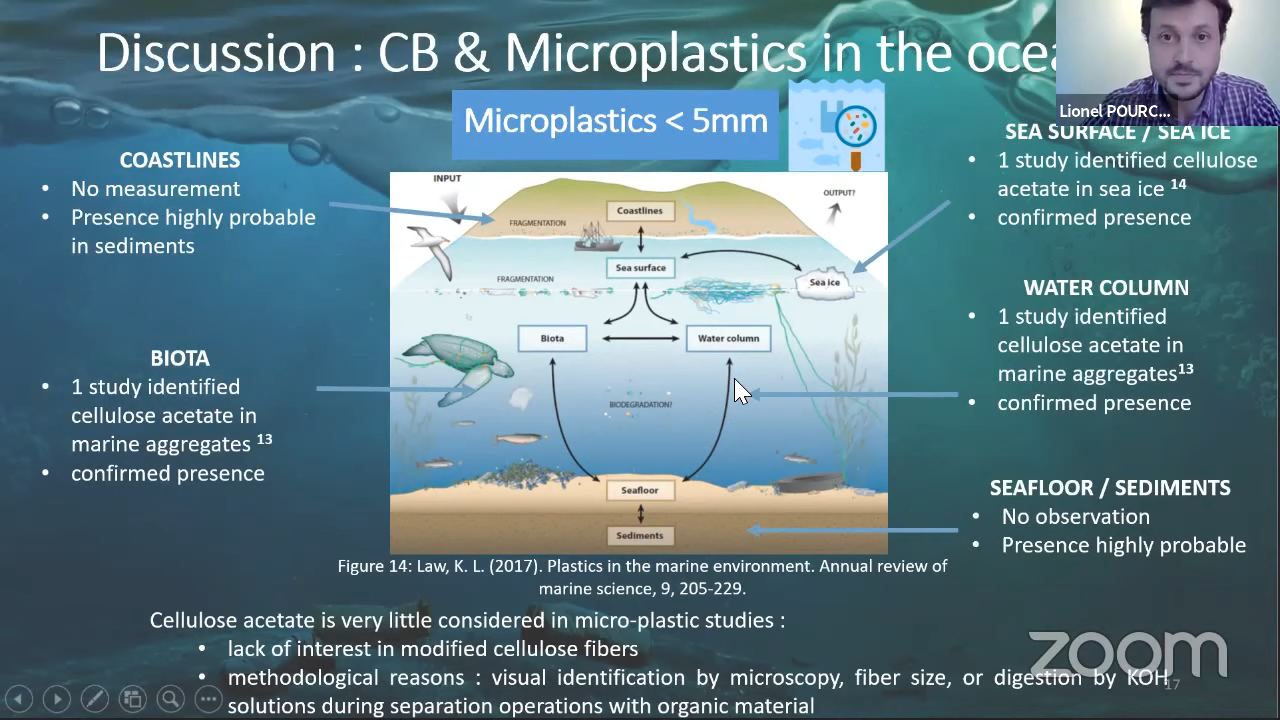 Discussion : CB & Microplastics in the ocea
Lionel POURC...
Microplastics < 5mm
COASTLINES
• No measurement
• Presence highly probable
in sediments
BIOTA
• 1 study identified
cellulose acetate in
marine aggregates 13
• confirmed presence
INPUT
OUTPUT?
FRAGMENTATION
Coastlines
Sea surface
FRAGMENTATION
Sea ice
Biota
Water column
BIODEGRADATION?
Seafloor
Sediments
SEA SURFACE / SEA ICE
• 1 study identified cellulose
acetate in sea ice 14
• confirmed presence
WATER COLUMN
• 1 study identified
cellulose acetate in
marine aggregates13
• confirmed presence
SEAFLOOR / SEDIMENTS
• No observation
• Presence highly probable
Figure 14: Law, K. L. (2017). Plastics in the marine environment. Annual review of
marine science, 9, 205-229.
Cellulose acetate is very little considered in micro-plastic studies :
• lack of interest in modified cellulose fibers
• methodological reasons : visual identification by microscopy, fiber size, or digestion by KOH
solutions during separation operations with organic material
zoom
17